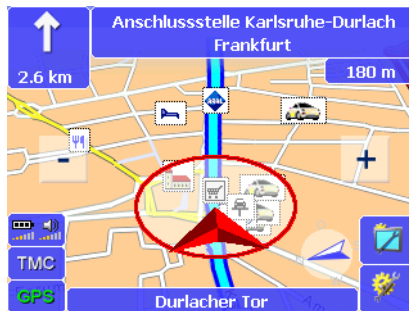 Anschlussstelle Karlsruhe-Durlach
Frankfurt
2.6 km
180 m
-
+
TMC
GPS
Durlacher Tor